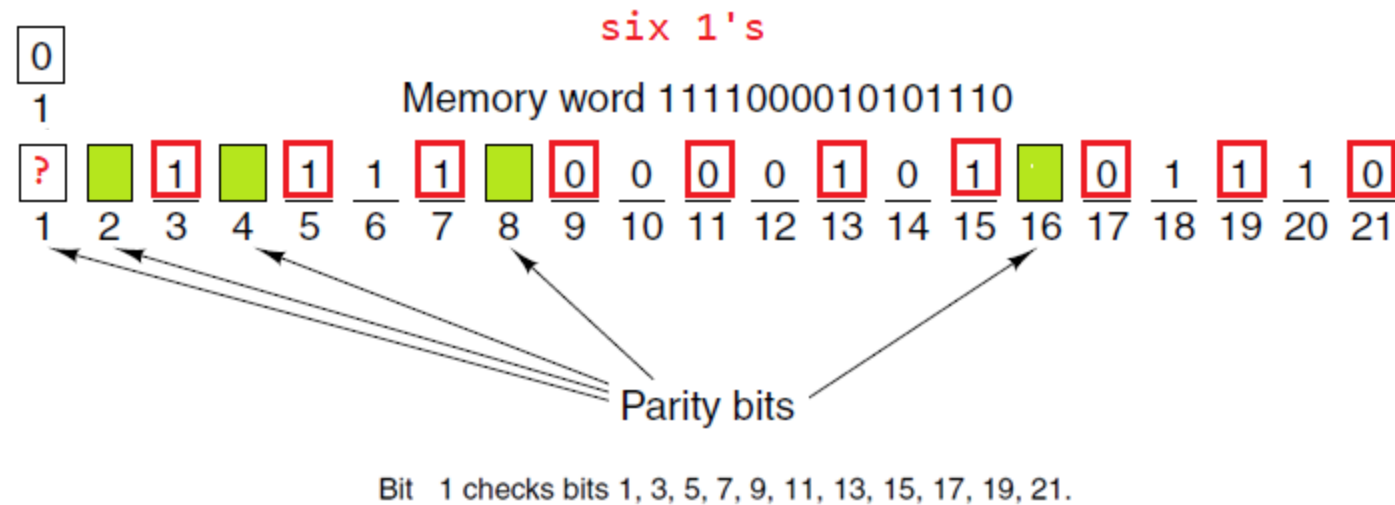 six 1's
0
Memory word 1111000010101110
1
? 1 1 1 1 0 0 0 0 1 0 1 0 1 1 1 0
1 2 3 4 5 6 7 8 9 10 11 12 13 14 15 16 17 18 19 20 21
Parity bits
Bit 1 checks bits 1, 3, 5, 7, 9, 11, 13, 15, 17, 19, 21.